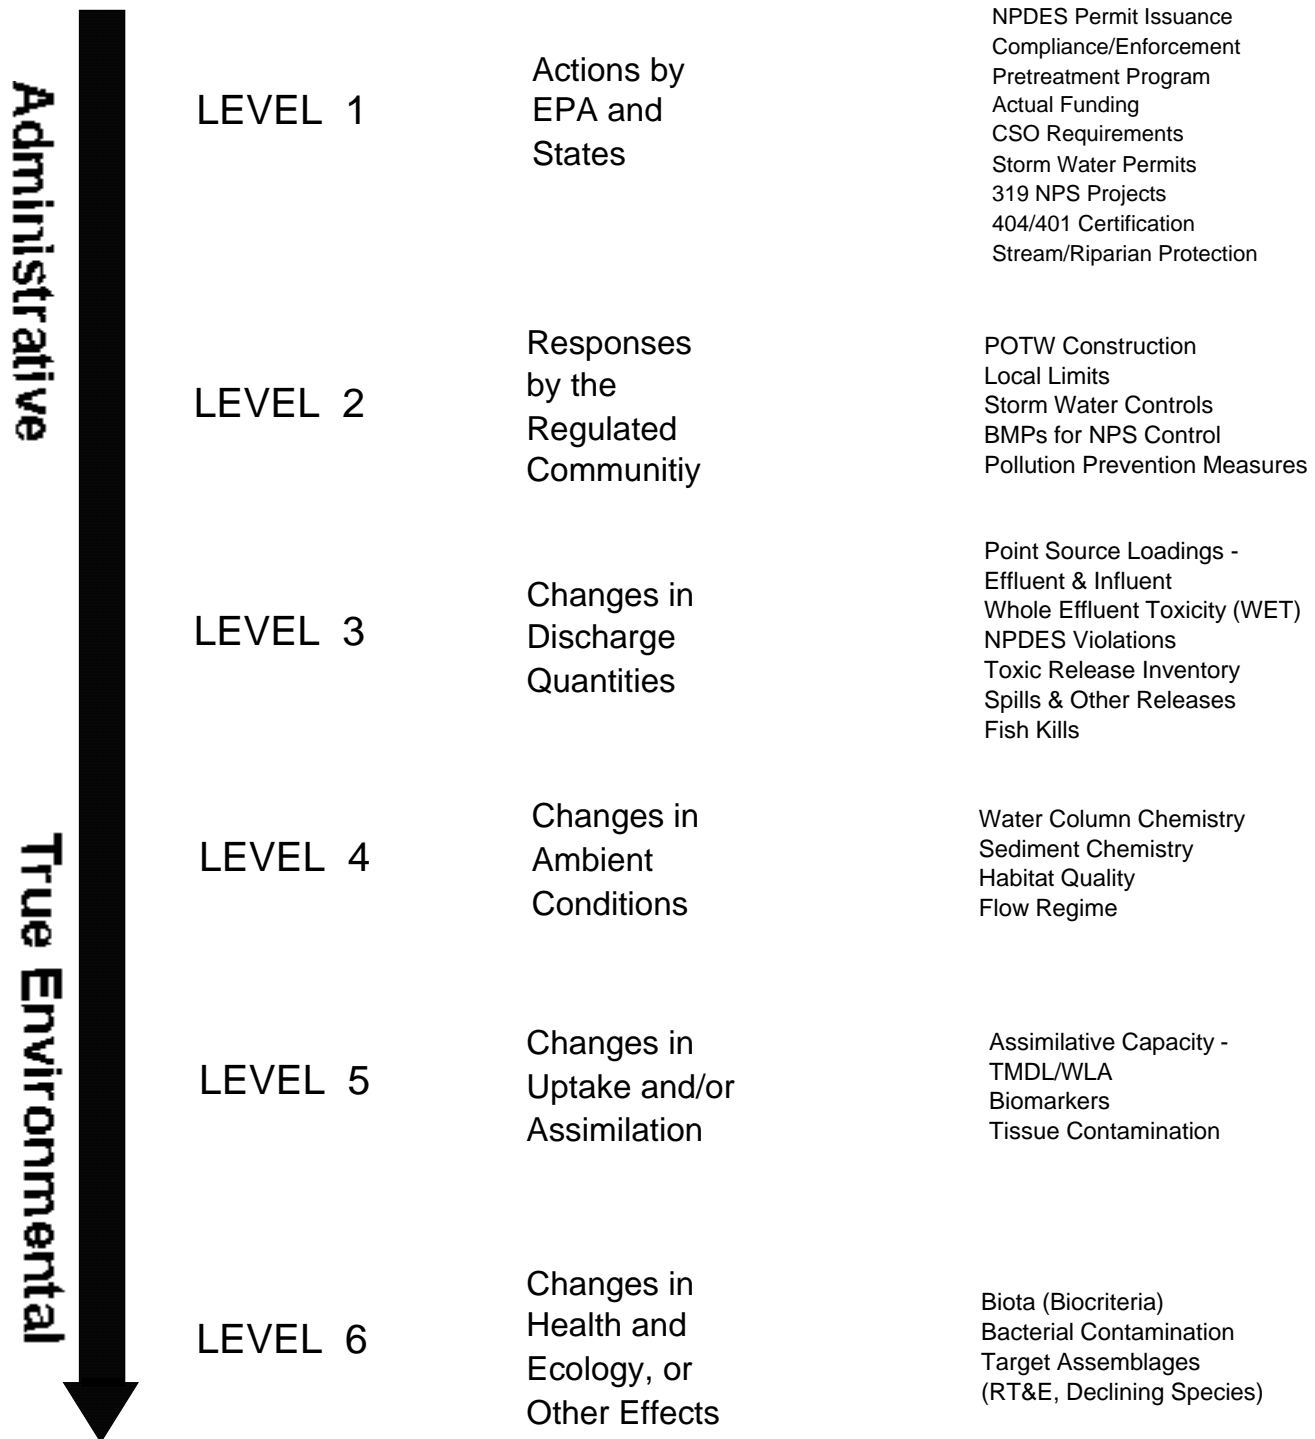 Administrative
True Environmental
LEVEL 1
Actions by
EPA and
States
NPDES Permit Issuance
Compliance/Enforcement
Pretreatment Program
Actual Funding
CSO Requirements
Storm Water Permits
319 NPS Projects
404/401 Certification
Stream/Riparian Protection
LEVEL 2
Responses
by the
Regulated
Communitiy
POTW Construction
Local Limits
Storm Water Controls
BMPs for NPS Control
Pollution Prevention Measures
LEVEL 3
Changes in
Discharge
Quantities
Point Source Loadings -
Effluent & Influent
Whole Effluent Toxicity (WET)
NPDES Violations
Toxic Release Inventory
Spills & Other Releases
Fish Kills
LEVEL 4
Changes in
Ambient
Conditions
Water Column Chemistry
Sediment Chemistry
Habitat Quality
Flow Regime
LEVEL 5
Changes in
Uptake and/or
Assimilation
Assimilative Capacity -
TMDL/WLA
Biomarkers
Tissue Contamination
LEVEL 6
Changes in
Health and
Ecology, or
Other Effects
Biota (Biocriteria)
Bacterial Contamination
Target Assemblages
(RT&E, Declining Species)